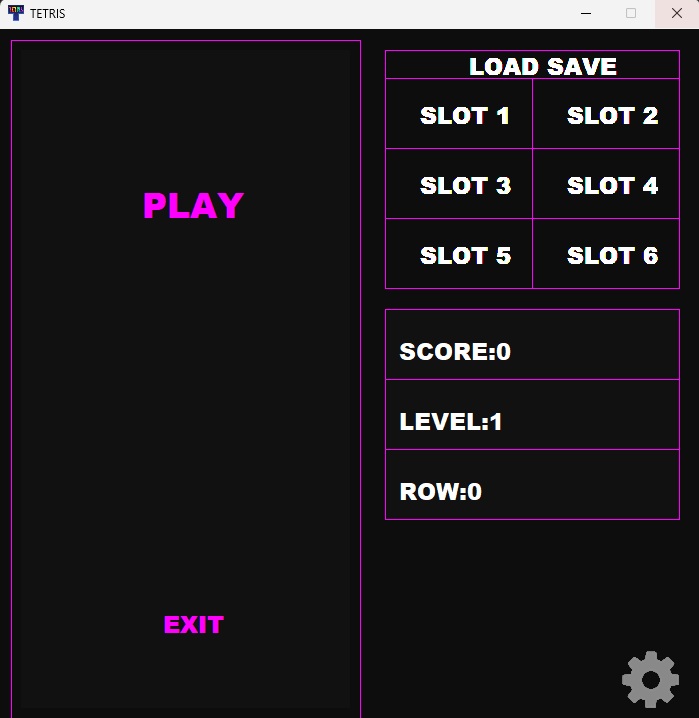 TETRIS
PLAY
EXIT
LOAD SAVE
SLOT 1 SLOT 2
SLOT 3 SLOT 4
SLOT 5 SLOT 6
SCORE:0
LEVEL:1
ROW:0